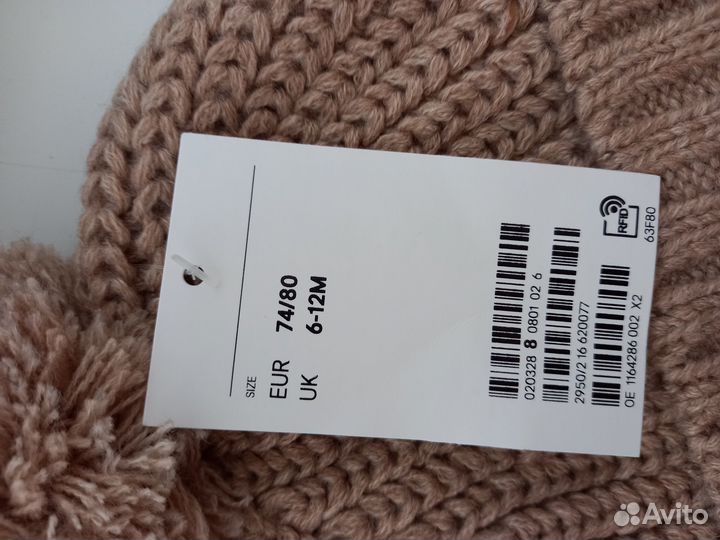 SIZE
EUR 74/80
UK 6-12M
020328 8 0801 02 6
2950/2 16 620077
OE 1164286 002 X2
RFID
63F80
Avito